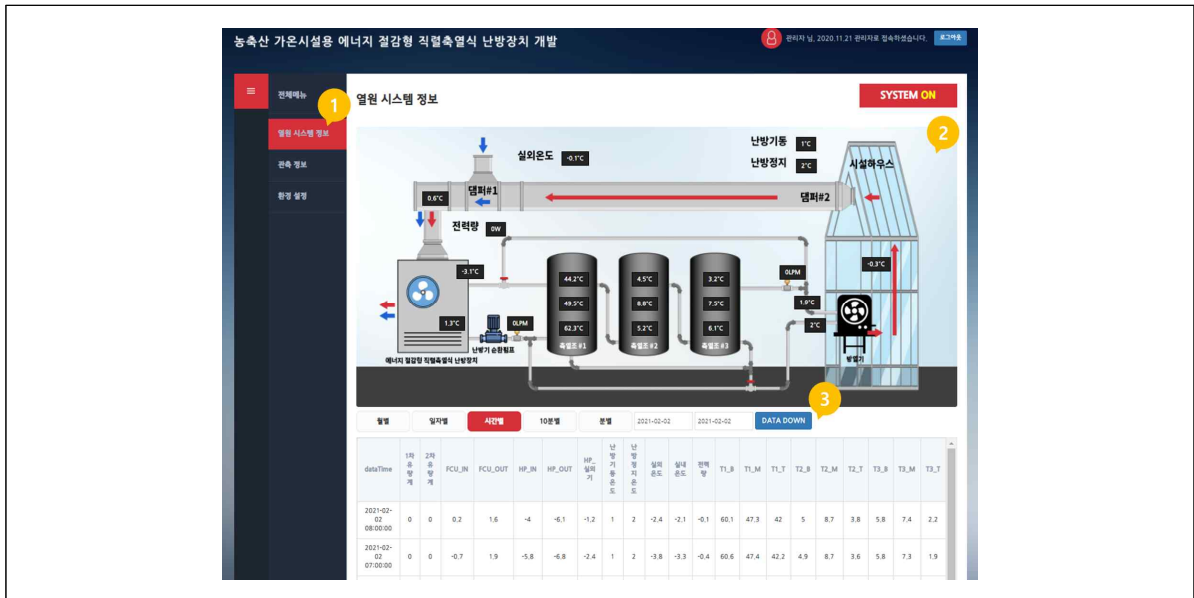 농축산 가온시설용 에너지 절감형 직렬축열식 난방장치 개발
관리자 님, 2020.11.21 관리자로 접속하셨습니다.
로그아웃
전체메뉴
1
열원 시스템 정보
관측 정보
환경 설정
열원 시스템 정보
SYSTEM ON
2
실외온도 -0.1°C
난방기동 1°C
난방정지 2°C
시설하우스
댐퍼#1
댐퍼#2
0.6°C
전력량 0W
-3.1°C
1.3°C
0LPM
난방기 순환펌프
에너지 절감형 직렬축열식 난방장치
44.2°C
49.5°C
62.3°C
축열조#1
4.5°C
8.8°C
5.2°C
축열조#2
3.2°C
7.5°C
6.1°C
축열조#3
0LPM
1.9°C
2°C
-0.3°C
방열기
3
월별 일자별 시간별 10분별 분별 2021-02-02 2021-02-02 DATA DOWN
dataTime 1차유량계 2차유량계 FCU_IN FCU_OUT HP_IN HP_OUT HP_실외기 난방기동온도 난방정지온도 실외온도 실내온도 전력량 T1_B T1_M T1_T T2_B T2_M T2_T T3_B T3_M T3_T
2021-02-02 08:00:00 0 0 0.2 1.6 -4 -6.1 -1.2 1 2 -2.4 -2.1 -0.1 60.1 47.3 42 5 8.7 3.8 5.8 7.4 2.2
2021-02-02 07:00:00 0 0 -0.7 1.9 -5.8 -6.8 -2.4 1 2 -3.8 -3.3 -0.4 60.6 47.4 42.2 4.9 8.7 3.6 5.8 7.3 1.9